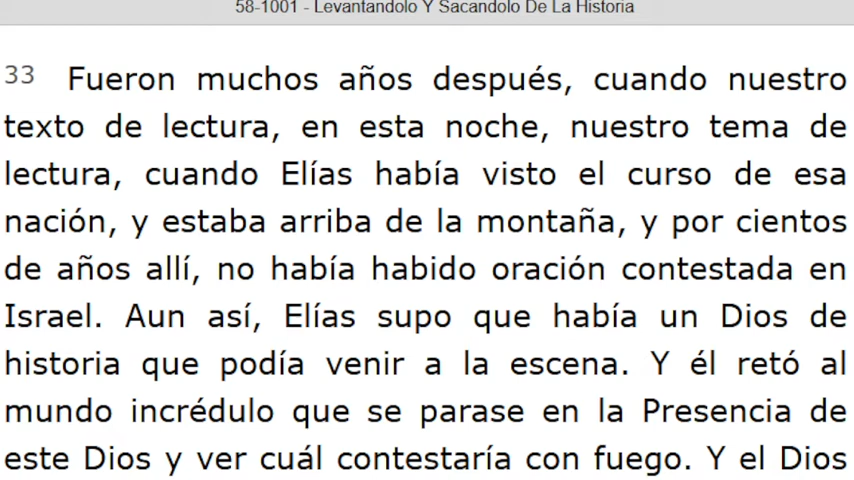 58-1001 - Levantandolo Y Sacandolo De La Historia
33 Fueron muchos años después, cuando nuestro
texto de lectura, en esta noche, nuestro tema de
lectura, cuando Elías había visto el curso de esa
nación, y estaba arriba de la montaña, y por cientos
de años allí, no había habido oración contestada en
Israel. Aun así, Elías supo que había un Dios de
historia que podía venir a la escena. Y él retó al
mundo incrédulo que se parase en la Presencia de
este Dios y ver cuál contestaría con fuego. Y el Dios